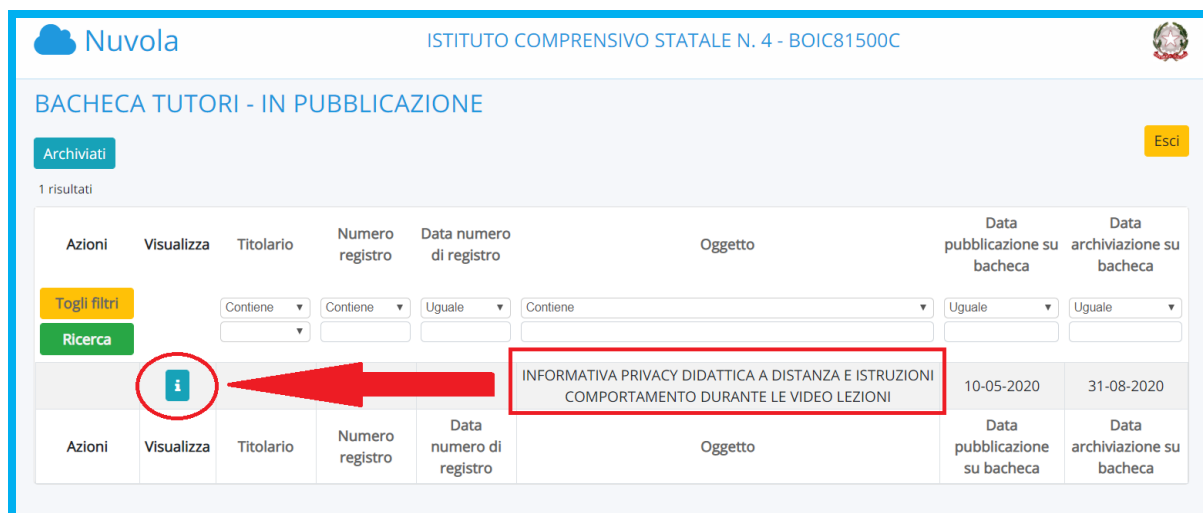 Nuvola
ISTITUTO COMPRENSIVO STATALE N. 4 - BOIC81500C
BACHECA TUTORI - IN PUBBLICAZIONE
Archiviati
Esci
1 risultati
Azioni
Visualizza
Titolario
Numero
registro
Data numero
di registro
Oggetto
Data
pubblicazione su
bacheca
Data
archiviazione su
bacheca
Togli filtri
Contiene
Contiene
Uguale
Contiene
Uguale
Uguale
Ricerca
i
INFORMATIVA PRIVACY DIDATTICA A DISTANZA E ISTRUZIONI
COMPORTAMENTO DURANTE LE VIDEO LEZIONI
10-05-2020
31-08-2020
Azioni
Visualizza
Titolario
Numero
registro
Data
numero di
registro
Oggetto
Data
pubblicazione
su bacheca
Data
archiviazione su
bacheca